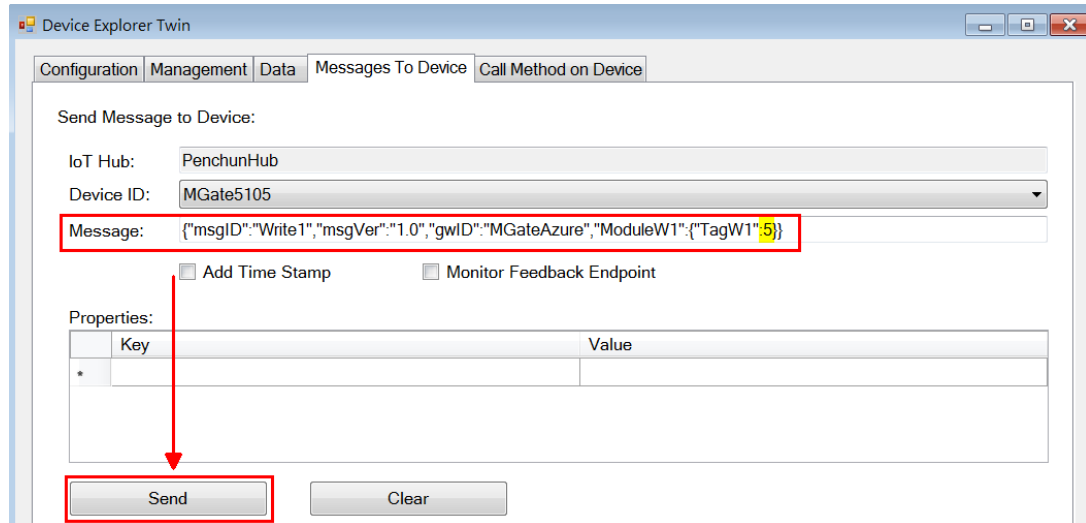 Device Explorer Twin
Configuration Management Data Messages To Device Call Method on Device
Send Message to Device:
IoT Hub: PenchunHub
Device ID: MGate5105
Message: {"msgID":"Write1","msgVer":"1.0","gwID":"MGateAzure","ModuleW1":{"TagW1":5}}
Add Time Stamp Monitor Feedback Endpoint
Properties:
Key Value
*
Send Clear